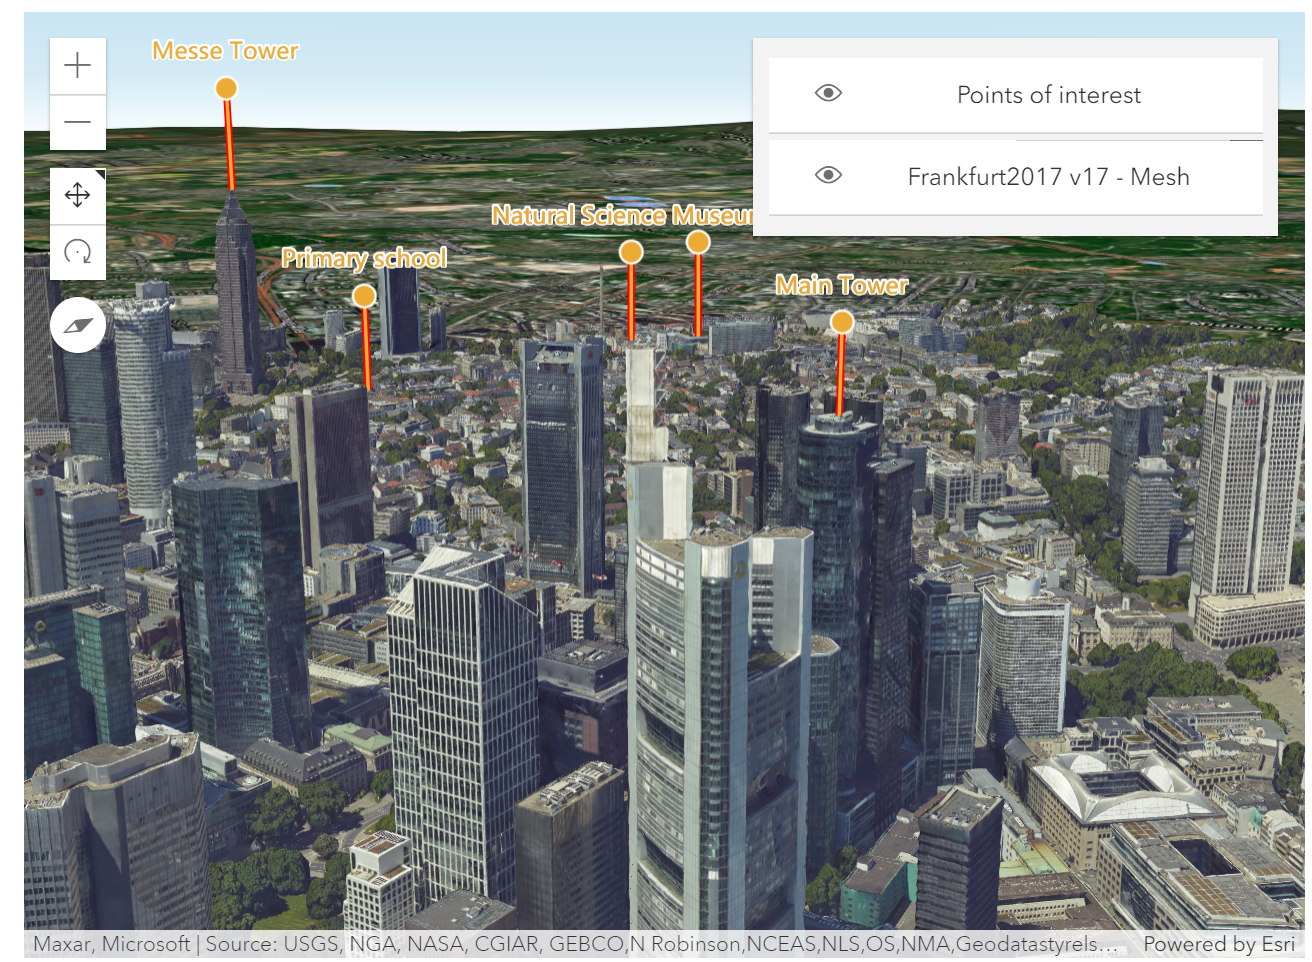 Messe Tower
Points of interest
Frankfurt2017 v17 - Mesh
Natural Science Museu
Primary school
Main Tower
Maxar, Microsoft | Source: USGS, NGA, NASA, CGIAR, GEBCO,N Robinson,NCEAS,NLS,OS,NMA,Geodatastyrels...
Powered by Esri